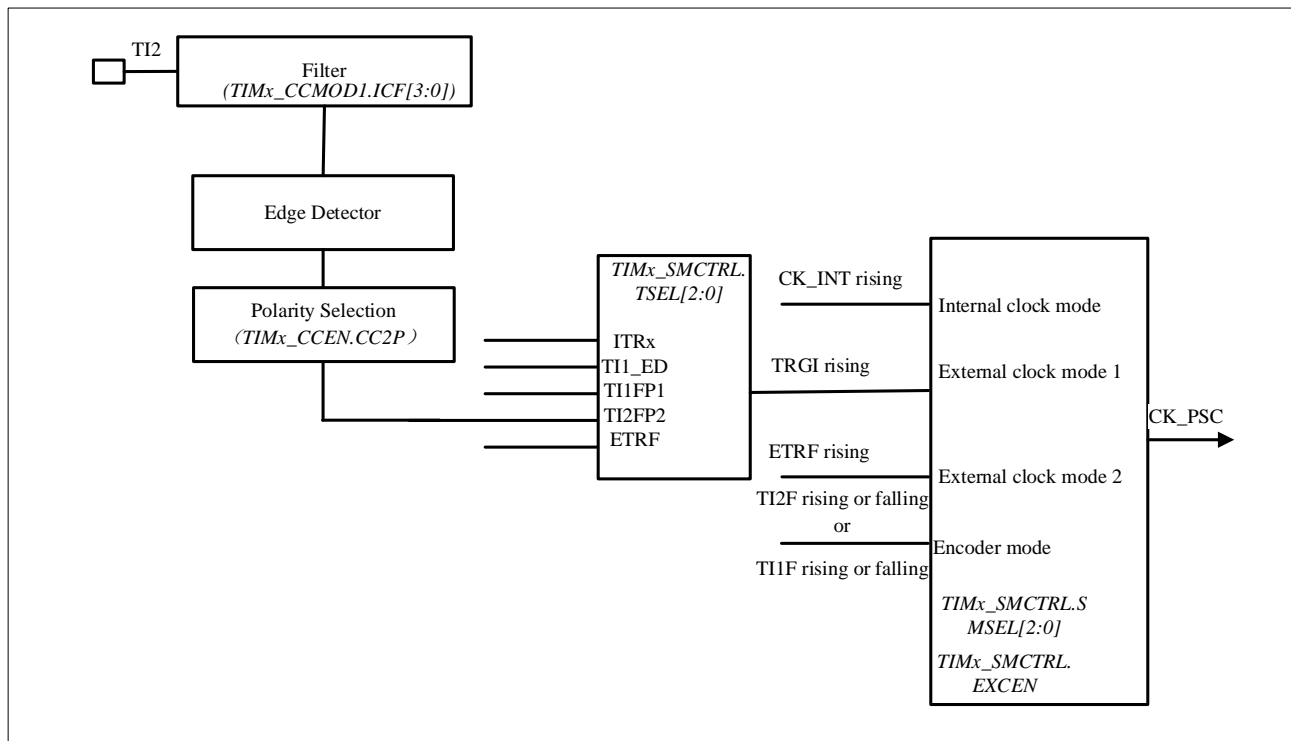 TI2
Filter
(TIMx_CCMOD1.ICF[3:0])
Edge Detector
Polarity Selection
（TIMx_CCEN.CC2P）
TIMx_SMCTRL.
TSEL[2:0]
ITRx
TI1_ED
TI1FP1
TI2FP2
ETRF
CK_INT rising
TRGI rising
ETRF rising
TI2F rising or falling
or
TI1F rising or falling
Internal clock mode
External clock mode 1
External clock mode 2
Encoder mode
TIMx_SMCTRL.S
MSEL[2:0]
TIMx_SMCTRL.
EXCEN
CK_PSC